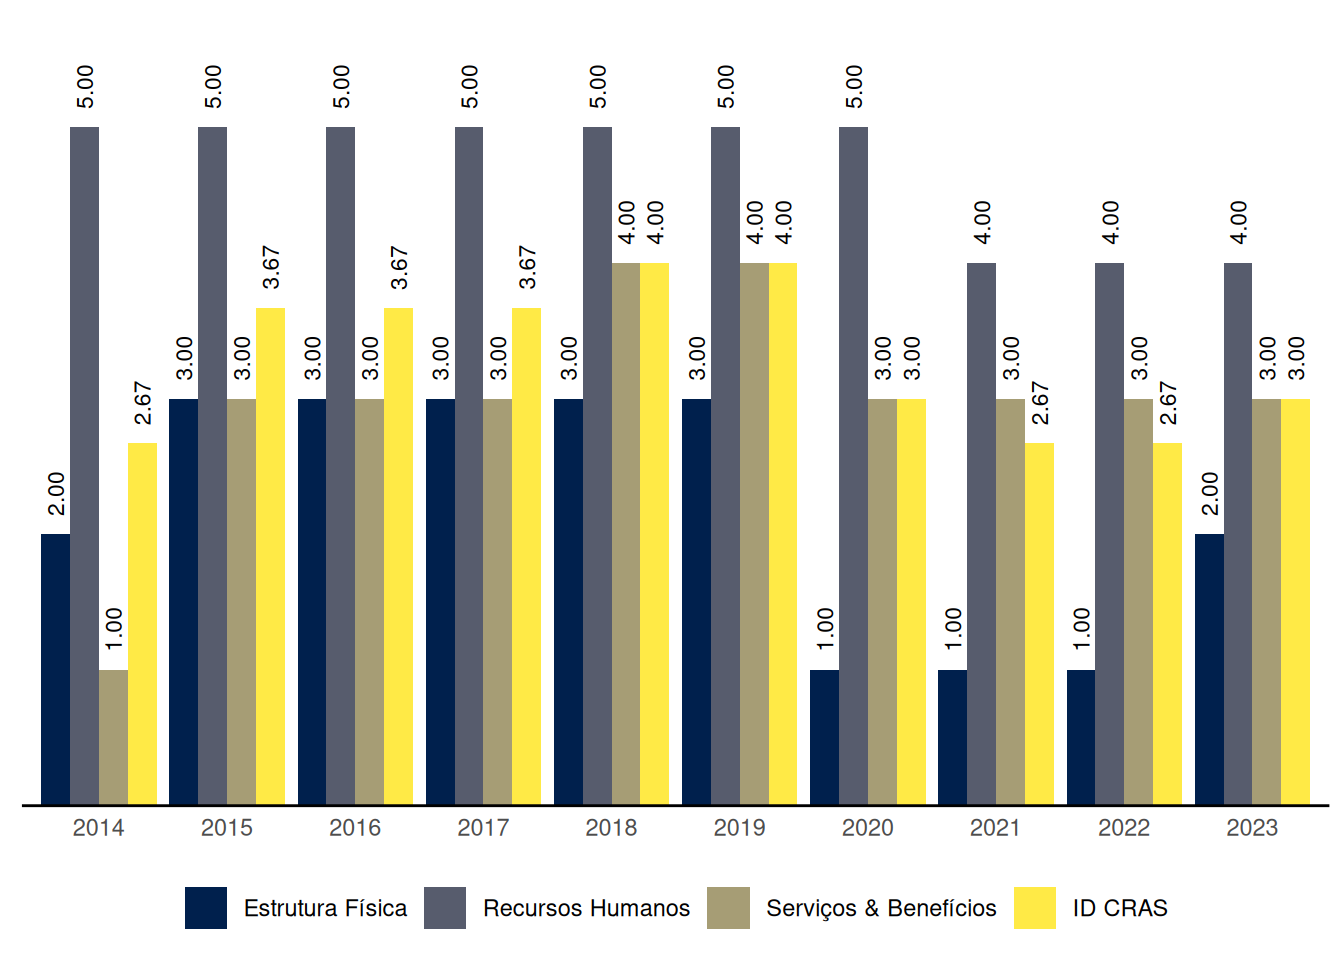 5.00 5.00 5.00 5.00 5.00 5.00 5.00
4.00 4.00 4.00 4.00 4.00 4.00 4.00
3.67 3.67 3.67
3.00 3.00 3.00 3.00 3.00 3.00 3.00 3.00 3.00 3.00 3.00 3.00 3.00 3.00
2.67 2.67 2.67
2.00 2.00
1.00 1.00 1.00 1.00
2014 2015 2016 2017 2018 2019 2020 2021 2022 2023
Estrutura Física Recursos Humanos Serviços & Benefícios ID CRAS